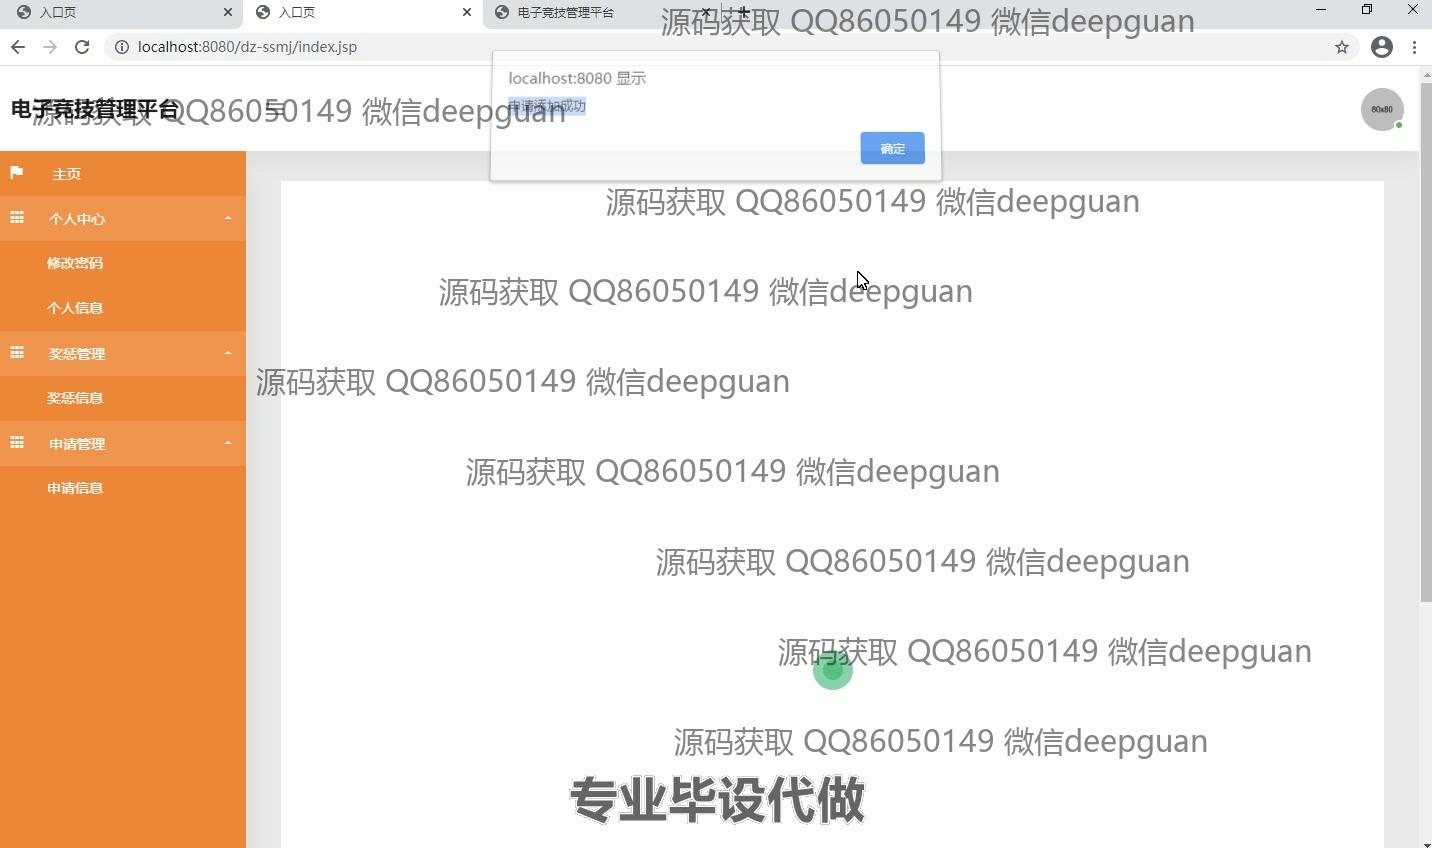 入口页
入口页
电子竞技管理平台
源码获取 QQ86050149 微信deepguan
localhost:8080/dz-ssmj/index.jsp
localhost:8080 显示
申请添加成功
确定
电子竞技管理平台
源码获取 QQ86050149 微信deepguan
80x80
主页
个人中心
修改密码
个人信息
奖惩管理
奖惩信息
申请管理
申请信息
源码获取 QQ86050149 微信deepguan
源码获取 QQ86050149 微信deepguan
源码获取 QQ86050149 微信deepguan
源码获取 QQ86050149 微信deepguan
源码获取 QQ86050149 微信deepguan
源码获取 QQ86050149 微信deepguan
源码获取 QQ86050149 微信deepguan
专业毕设代做